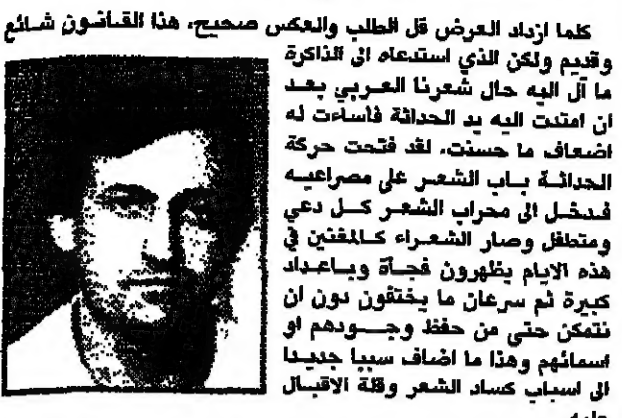 كلما ازداد العرض قل الطلب والعكس صحيح، هذا القانون شائع
وقديم ولكن الذي استدعاه الى الذاكرة
ما آل اليه حال شعرنا العربي بعد
ان امتدت اليه يد الحداثة فأساءت له
اضعاف ما حسنت، لقد فتحت حركة
الحداثة باب الشعر على مصراعيه
فدخل الى محراب الشعر كل دعي
ومتطفل وصار الشعراء كالمغنين في
هذه الايام يظهرون فجأة وباعداد
كبيرة ثم سرعان ما يختفون دون ان
نتمكن حتى من حفظ وجودهم او
اسمائهم وهذا ما اضاف سببا جديدا
الى اسباب كساد الشعر وقلة الاقبال